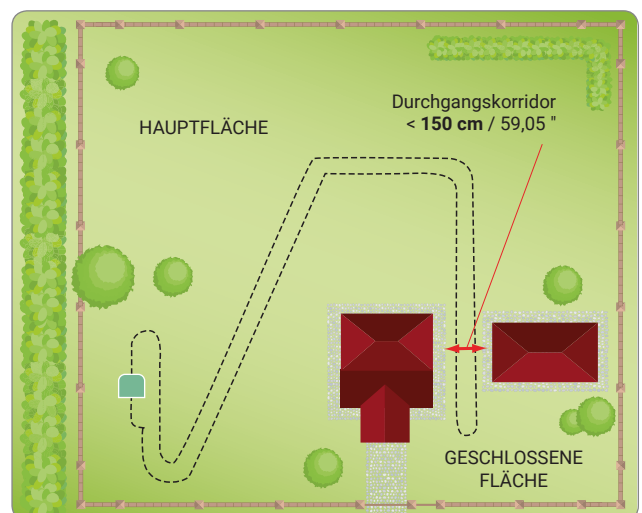 Durchgangskorridor
< 150 cm / 59,05 "
HAUPTFLÄCHE
GESCHLOSSENE
FLÄCHE